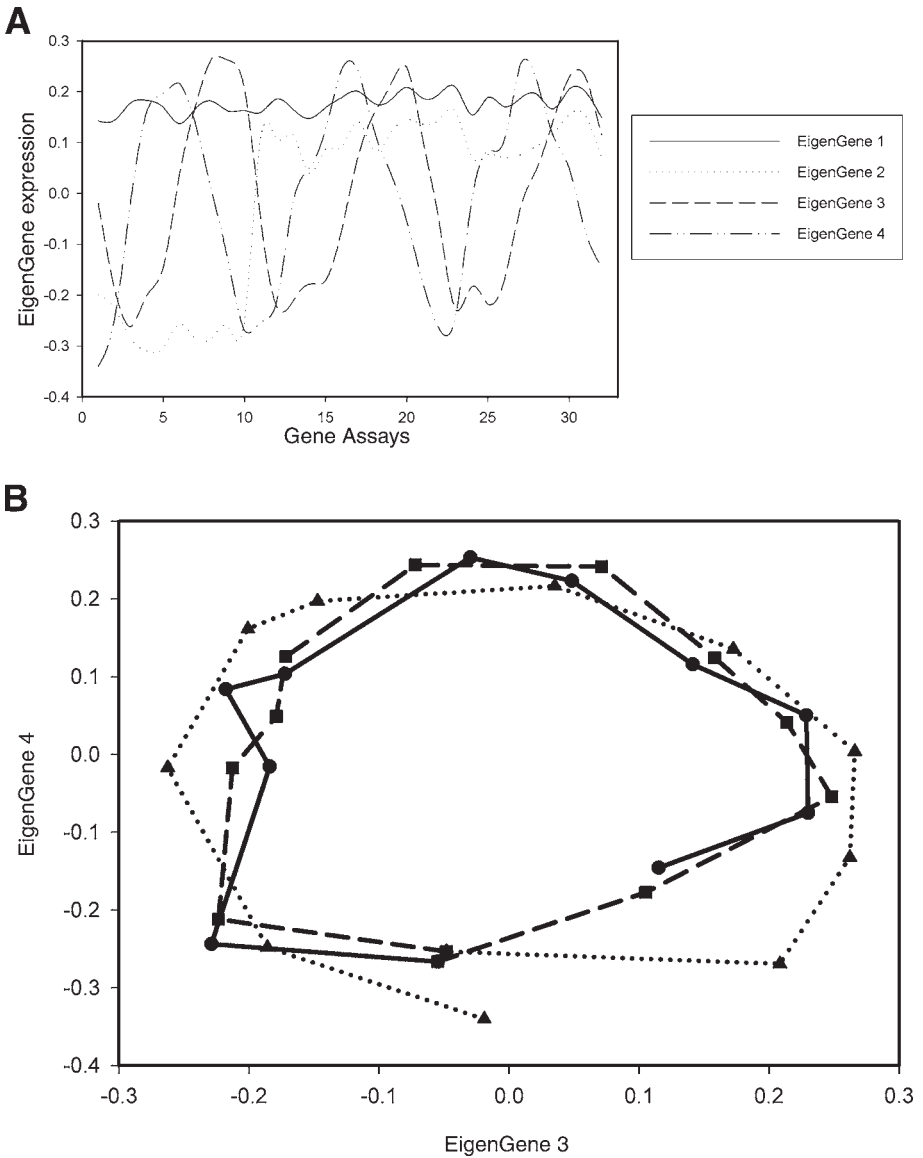 A
0.3
0.2
0.1
0.0
-0.1
-0.2
-0.3
-0.4
EigenGene expression
0 5 10 15 20 25 30
Gene Assays
EigenGene 1
EigenGene 2
EigenGene 3
EigenGene 4
B
0.3
0.2
0.1
0.0
-0.1
-0.2
-0.3
-0.4
EigenGene 4
-0.3 -0.2 -0.1 0.0 0.1 0.2 0.3
EigenGene 3